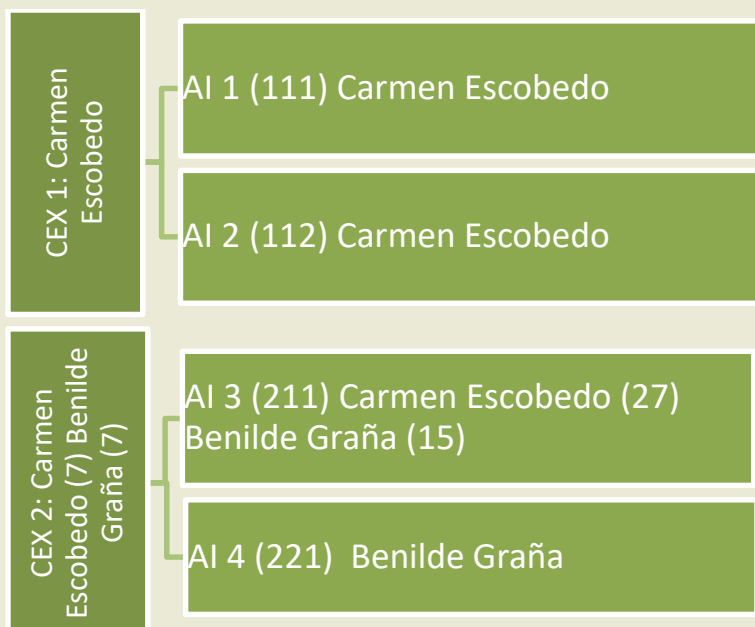 CEX 1: Carmen
Escobedo
AI 1 (111) Carmen Escobedo
AI 2 (112) Carmen Escobedo
CEX 2: Carmen
Escobedo (7) Benilde
Graña (7)
AI 3 (211) Carmen Escobedo (27)
Benilde Graña (15)
AI 4 (221)  Benilde Graña